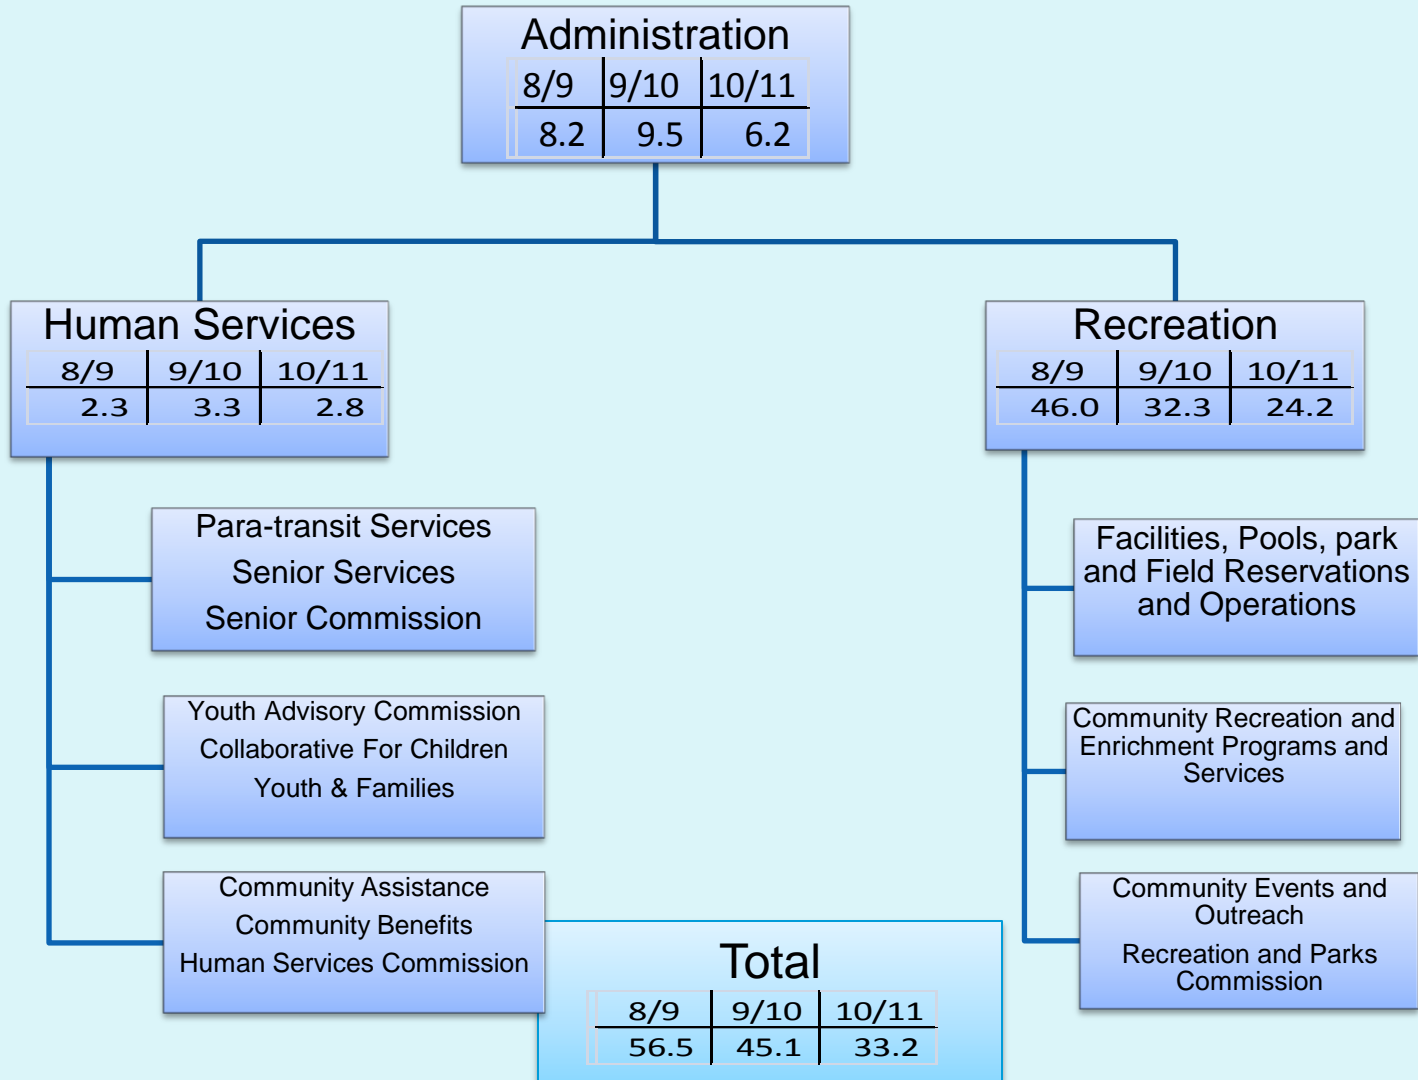 Administration
8/9 9/10 10/11
8.2 9.5 6.2
Human Services
8/9 9/10 10/11
2.3 3.3 2.8
Para-transit Services
Senior Services
Senior Commission
Youth Advisory Commission
Collaborative For Children
Youth & Families
Community Assistance
Community Benefits
Human Services Commission
Recreation
8/9 9/10 10/11
46.0 32.3 24.2
Facilities, Pools, park
and Field Reservations
and Operations
Community Recreation and
Enrichment Programs and
Services
Community Events and
Outreach
Recreation and Parks
Commission
Total
8/9 9/10 10/11
56.5 45.1 33.2